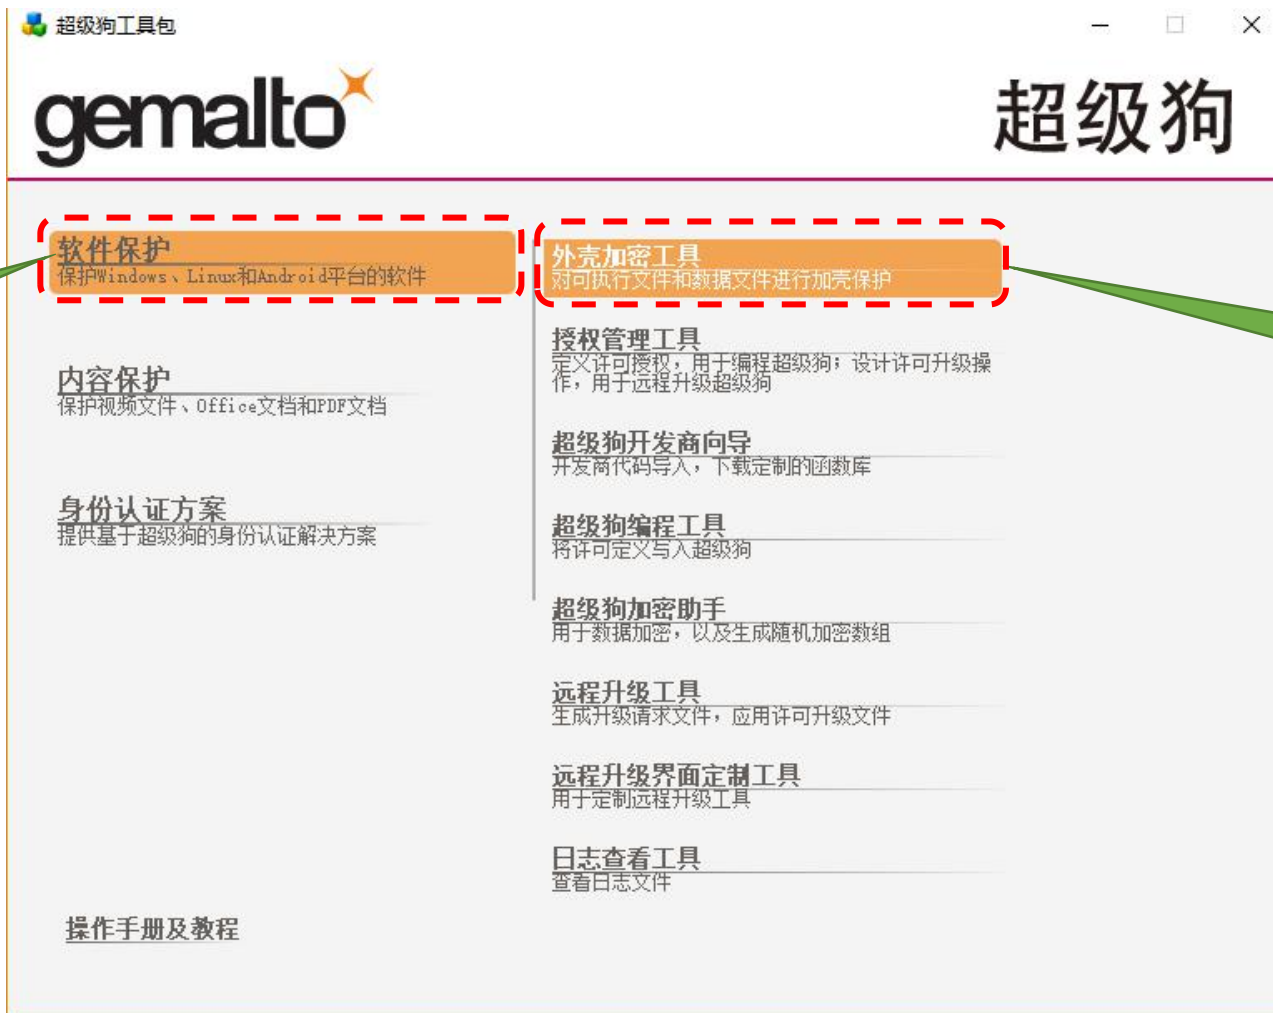 超级狗工具包
gemalto
超级狗
软件保护
保护Windows、Linux和Android平台的软件
内容保护
保护视频文件、Office文档和PDF文档
身份认证方案
提供基于超级狗的身份认证解决方案
操作手册及教程
外壳加密工具
对可执行文件和数据文件进行加壳保护
授权管理工具
定义许可授权，用于编程超级狗；设计许可升级操
作，用于远程升级超级狗
超级狗开发商向导
开发商代码导入，下载定制的函数库
超级狗编程工具
将许可定义写入超级狗
超级狗加密助手
用于数据加密，以及生成随机加密数组
远程升级工具
生成升级请求文件，应用许可升级文件
远程升级界面定制工具
用于定制远程升级工具
日志查看工具
查看日志文件